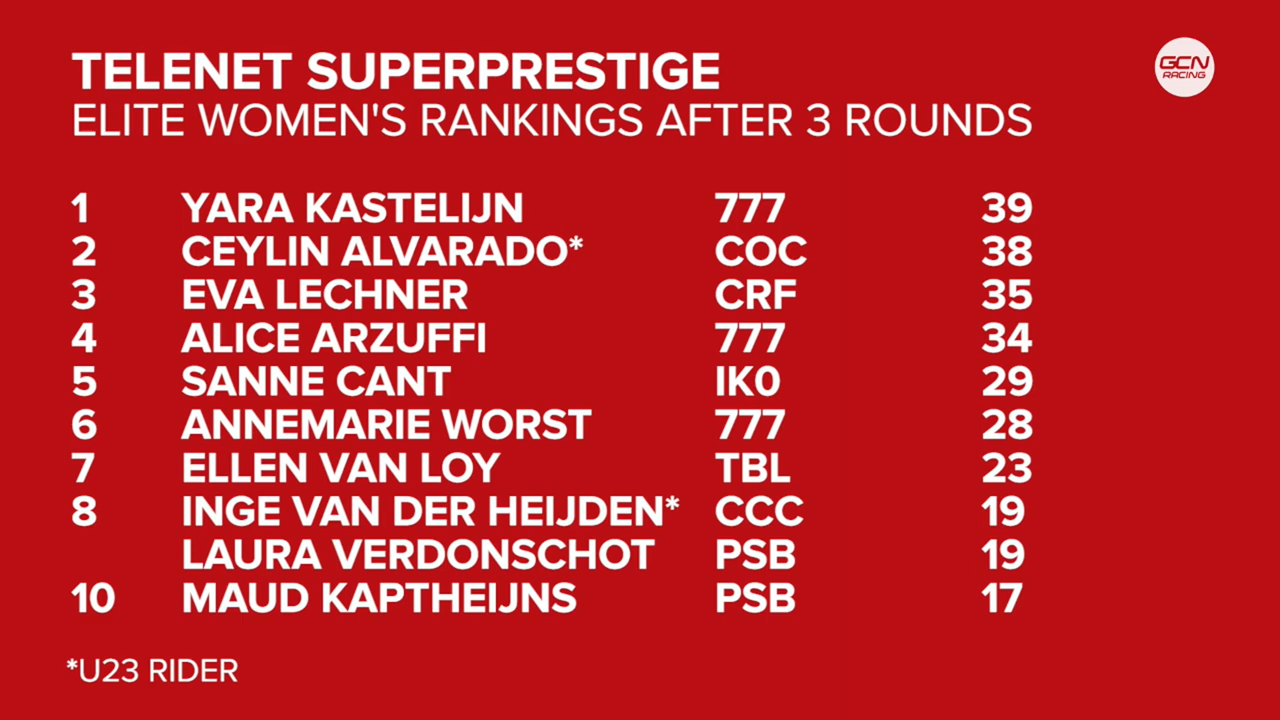 TELENET SUPERPRESTIGE
GCN
RACING
ELITE WOMEN'S RANKINGS AFTER 3 ROUNDS
1 YARA KASTELIJN 777 39
2 CEYLIN ALVARADO* COC 38
3 EVA LECHNER CRF 35
4 ALICE ARZUFFI 777 34
5 SANNE CANT IK0 29
6 ANNEMARIE WORST 777 28
7 ELLEN VAN LOY TBL 23
8 INGE VAN DER HEIJDEN* CCC 19
LAURA VERDONSCHOT PSB 19
10 MAUD KAPTHEIJNS PSB 17
*U23 RIDER